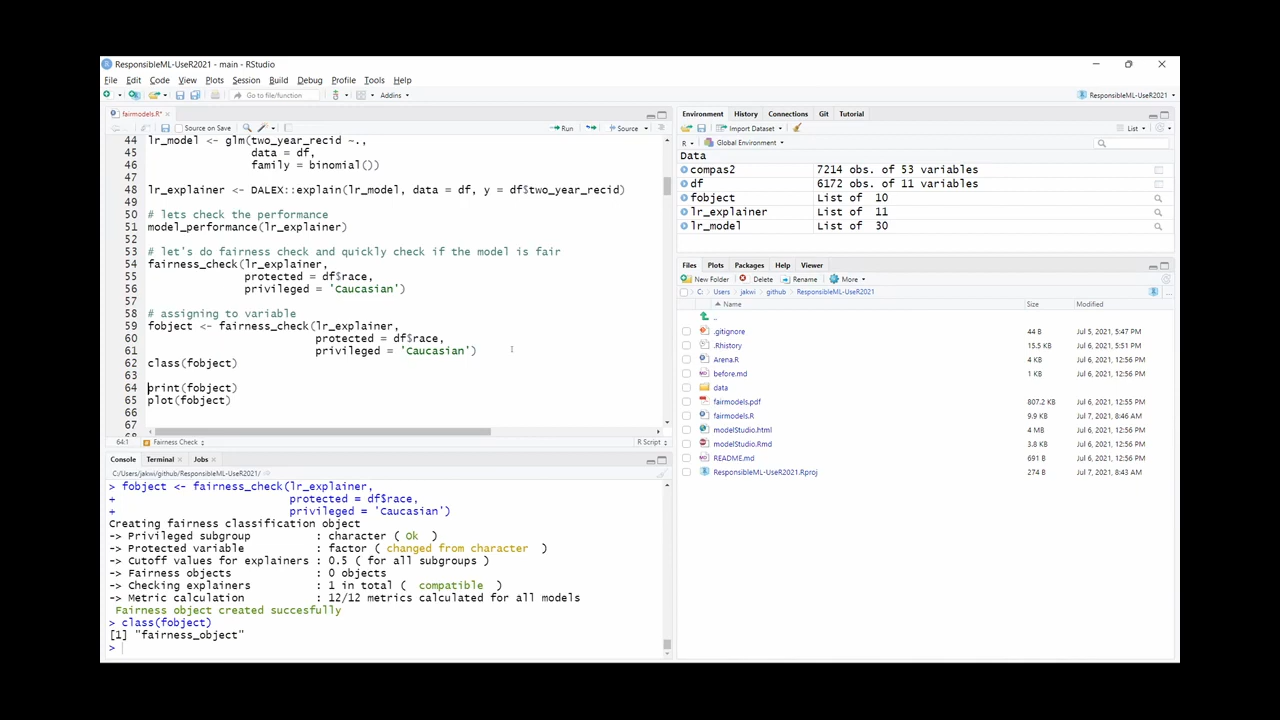 ResponsibleML-UseR2021 - main - RStudio
File Edit Code View Plots Session Build Debug Profile Tools Help
Go to file/function
Addins
ResponsibleML-UseR2021
fairmodels.R*
Source on Save
Run
Source
44 lr_model <- glm(two_year_recid ~.,
45 data = df,
46 family = binomial())
47
48 lr_explainer <- DALEX::explain(lr_model, data = df, y = df$two_year_recid)
49
50 # lets check the performance
51 model_performance(lr_explainer)
52
53 # let's do fairness check and quickly check if the model is fair
54 fairness_check(lr_explainer,
55 protected = df$race,
56 privileged = 'Caucasian')
57
58 # assigning to variable
59 fobject <- fairness_check(lr_explainer,
60 protected = df$race,
61 privileged = 'Caucasian')
62 class(fobject)
63
64 print(fobject)
65 plot(fobject)
66
67
68
64:1 Fairness Check R Script
Console Terminal Jobs
C:/Users/jakwi/github/ResponsibleML-UseR2021/
> fobject <- fairness_check(lr_explainer,
+ protected = df$race,
+ privileged = 'Caucasian')
Creating fairness classification object
-> Privileged subgroup : character ( Ok )
-> Protected variable : factor ( changed from character )
-> Cutoff values for explainers : 0.5 ( for all subgroups )
-> Fairness objects : 0 objects
-> Checking explainers : 1 in total ( compatible )
-> Metric calculation : 12/12 metrics calculated for all models
Fairness object created succesfully
> class(fobject)
[1] "fairness_object"
>
Environment History Connections Git Tutorial
Import Dataset List
R Global Environment
Data
compas2 7214 obs. of 53 variables
df 6172 obs. of 11 variables
fobject List of 10
lr_explainer List of 11
lr_model List of 30
Files Plots Packages Help Viewer
New Folder Delete Rename More
C: Users jakwi github ResponsibleML-UseR2021 ...
Name Size Modified
..
.gitignore 44 B Jul 5, 2021, 5:47 PM
.Rhistory 15.5 KB Jul 6, 2021, 5:51 PM
Arena.R 4 KB Jul 6, 2021, 12:56 PM
before.md 1 KB Jul 6, 2021, 12:56 PM
data
fairmodels.pdf 807.2 KB Jul 6, 2021, 12:55 PM
fairmodels.R 9.9 KB Jul 7, 2021, 8:46 AM
modelStudio.html 4 MB Jul 6, 2021, 12:56 PM
modelStudio.Rmd 3.8 KB Jul 6, 2021, 12:56 PM
README.md 691 B Jul 6, 2021, 12:56 PM
ResponsibleML-UseR2021.Rproj 274 B Jul 7, 2021, 8:43 AM